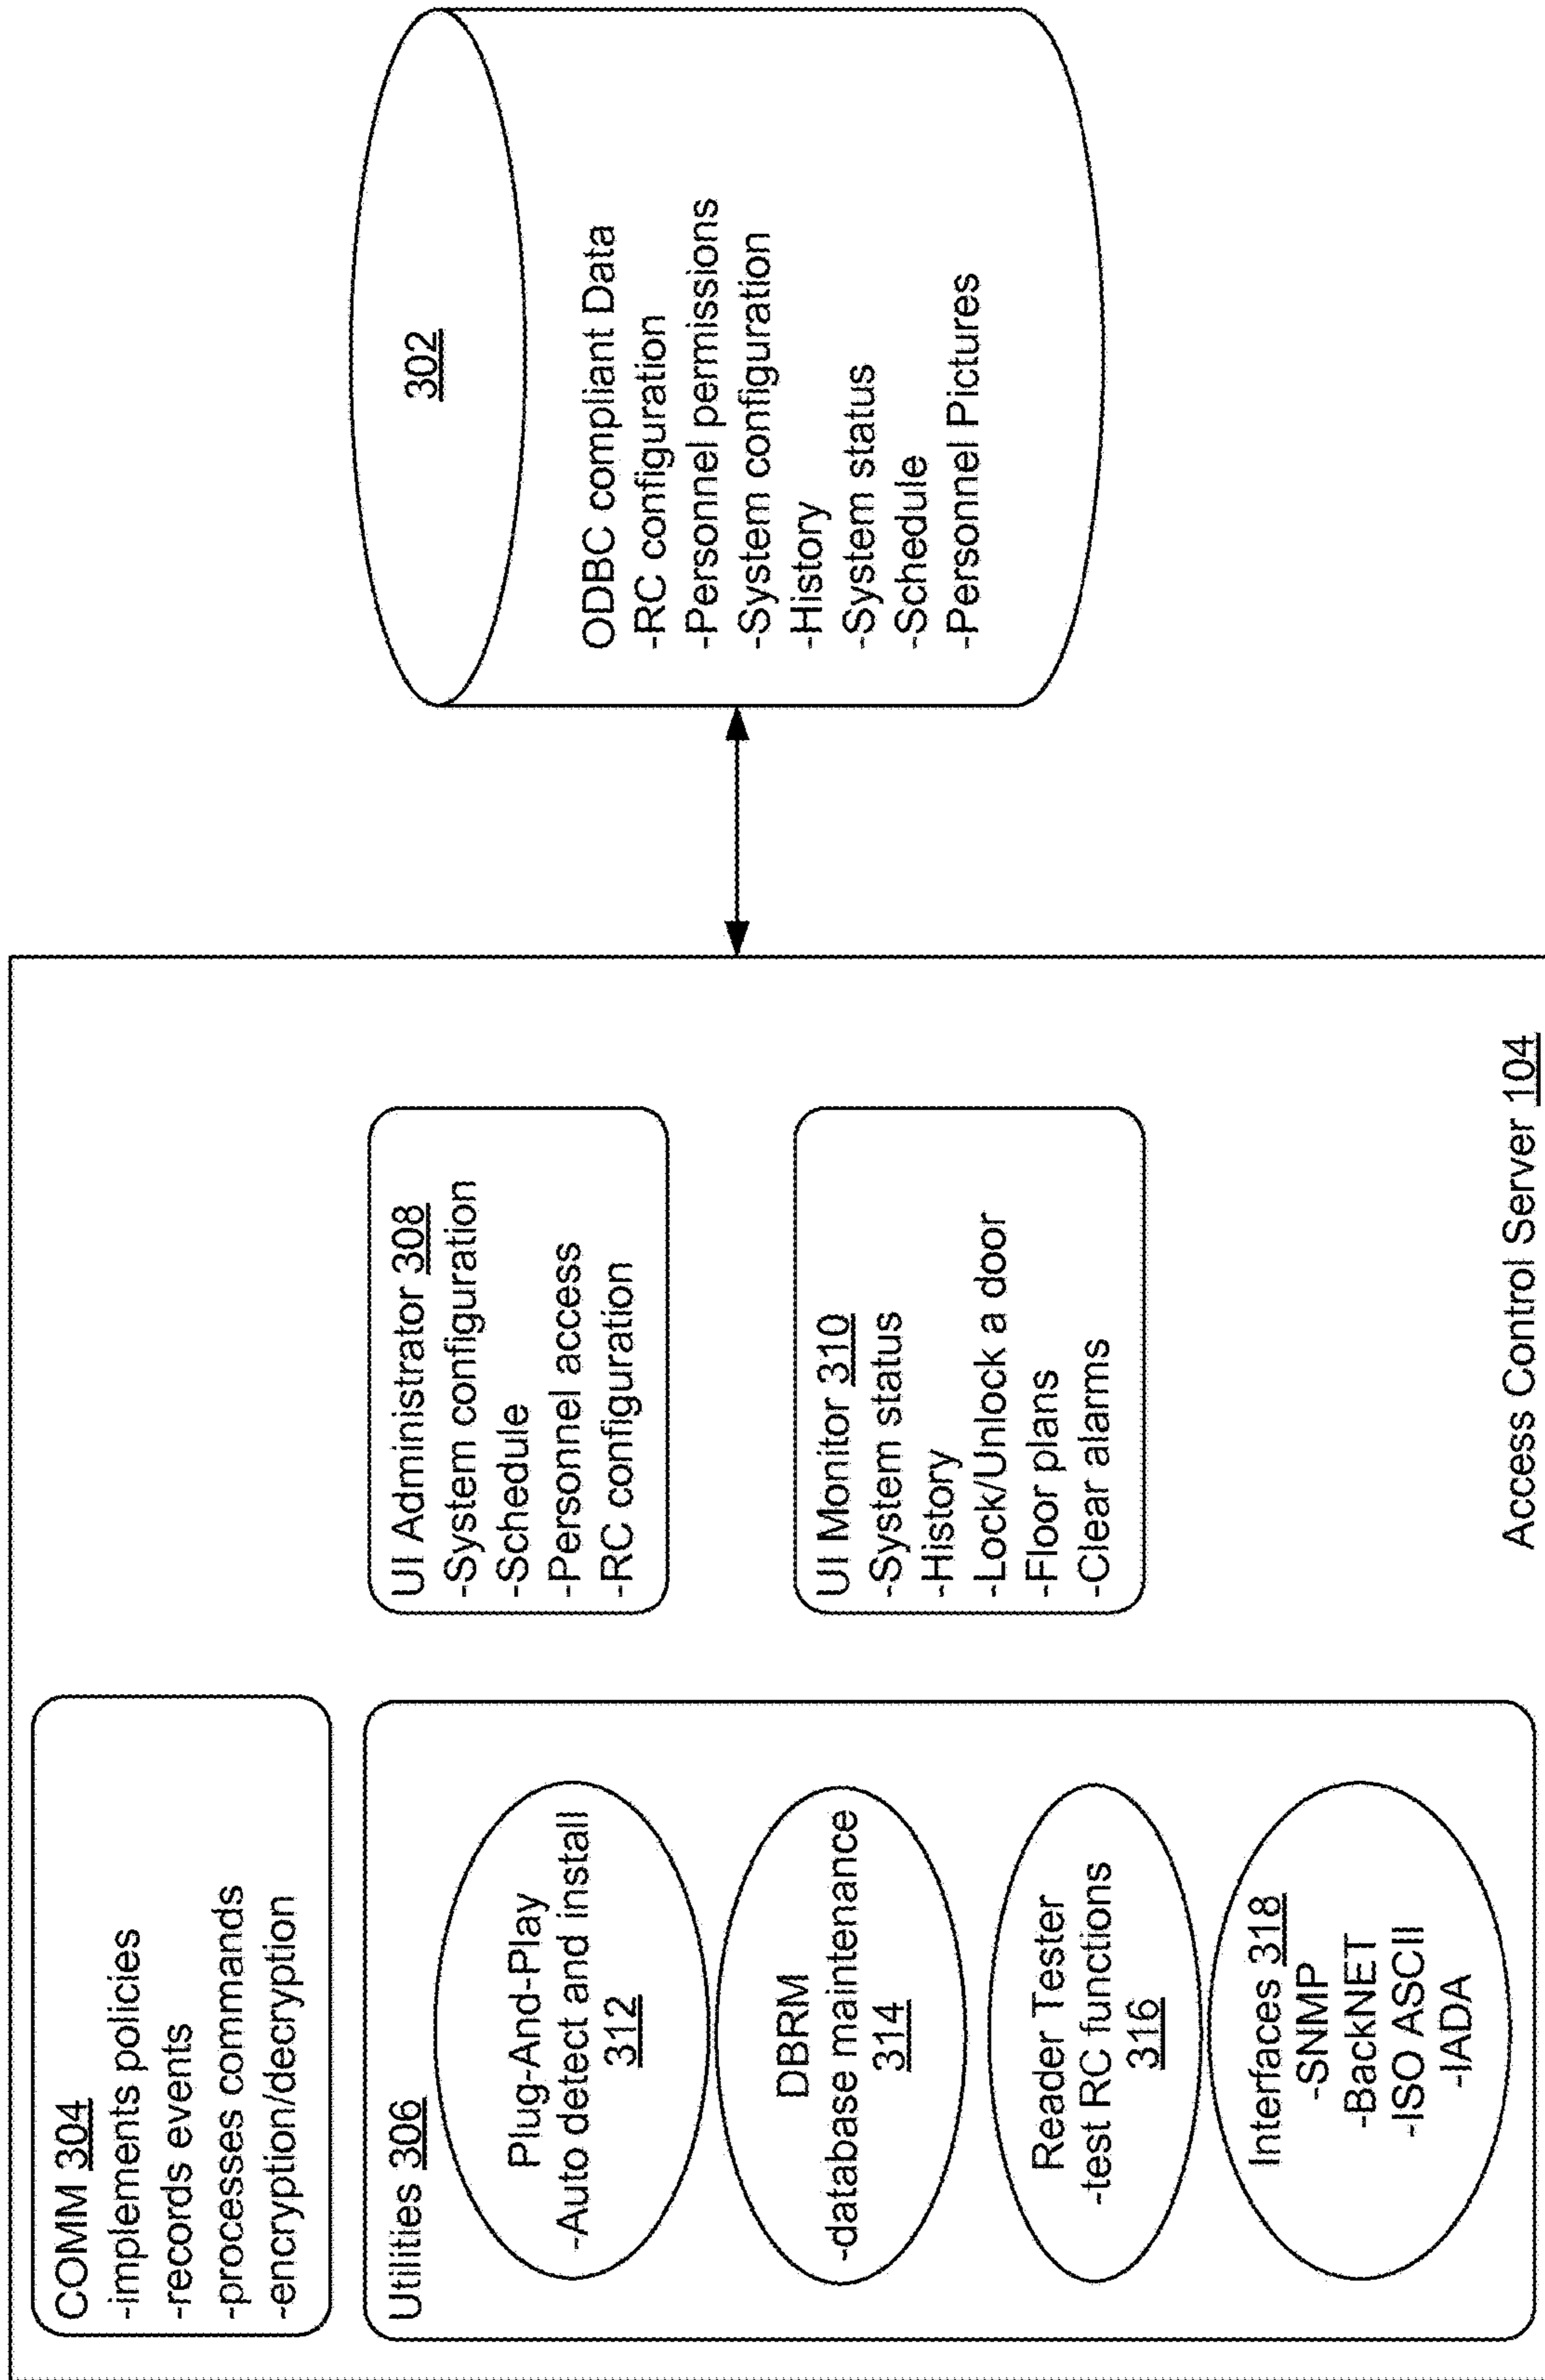 COMM 304
-implements policies
-records events
-processes commands
-encryption/decryption
Utilities 306
Plug-And-Play
-Auto detect and install
312
DBRM
-database maintenance
314
Reader Tester
-test RC functions
316
Interfaces 318
-SNMP
-BackNET
-ISO ASCII
-IADA
UI Administrator 308
-System configuration
-Schedule
-Personnel access
-RC configuration
UI Monitor 310
-System status
-History
-Lock/Unlock a door
-Floor plans
-Clear alarms
Access Control Server 104
302
ODBC compliant Data
-RC configuration
-Personnel permissions
-System configuration
-History
-System status
-Schedule
-Personnel Pictures